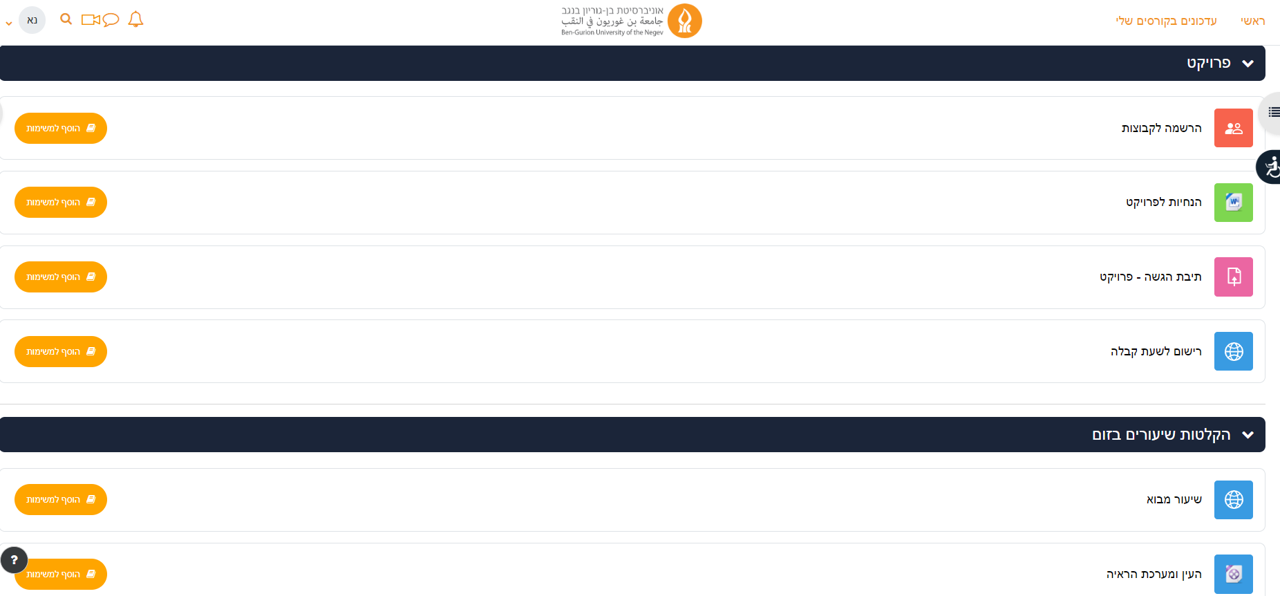 ראשי
עדכונים בקורסים שלי
אוניברסיטת בן-גוריון בנגב
جامعة بن غوريون في النقب
Ben-Gurion University of the Negev
נא
פרויקט
הרשמה לקבוצות
הוסף למשימות
הנחיות לפרויקט
הוסף למשימות
תיבת הגשה - פרויקט
הוסף למשימות
רישום לשעת קבלה
הוסף למשימות
הקלטות שיעורים בזום
שיעור מבוא
הוסף למשימות
העין ומערכת הראיה
הוסף למשימות
?